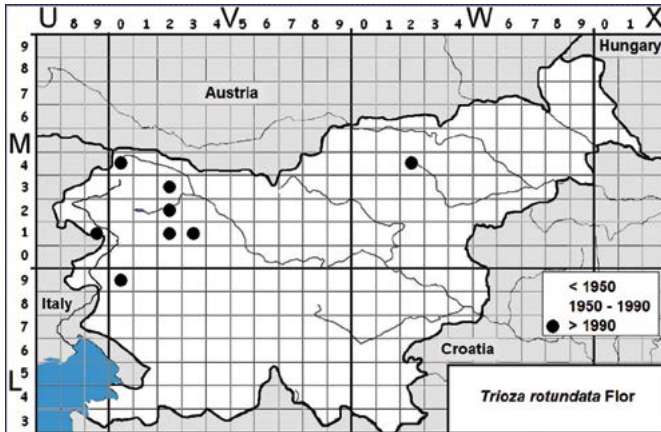 U 8 9 0 1 2 3 V 6 7 8 9 0 1 2 3 4 W 6 7 8 9 0 1 X
9
8 Hungary
7 Austria
6
M
4
3
2
1
0
9
8 < 1950
Italy 7 1950 - 1990
> 1990
6 Croatia
L 5
4 Trioza rotundata Flor
3